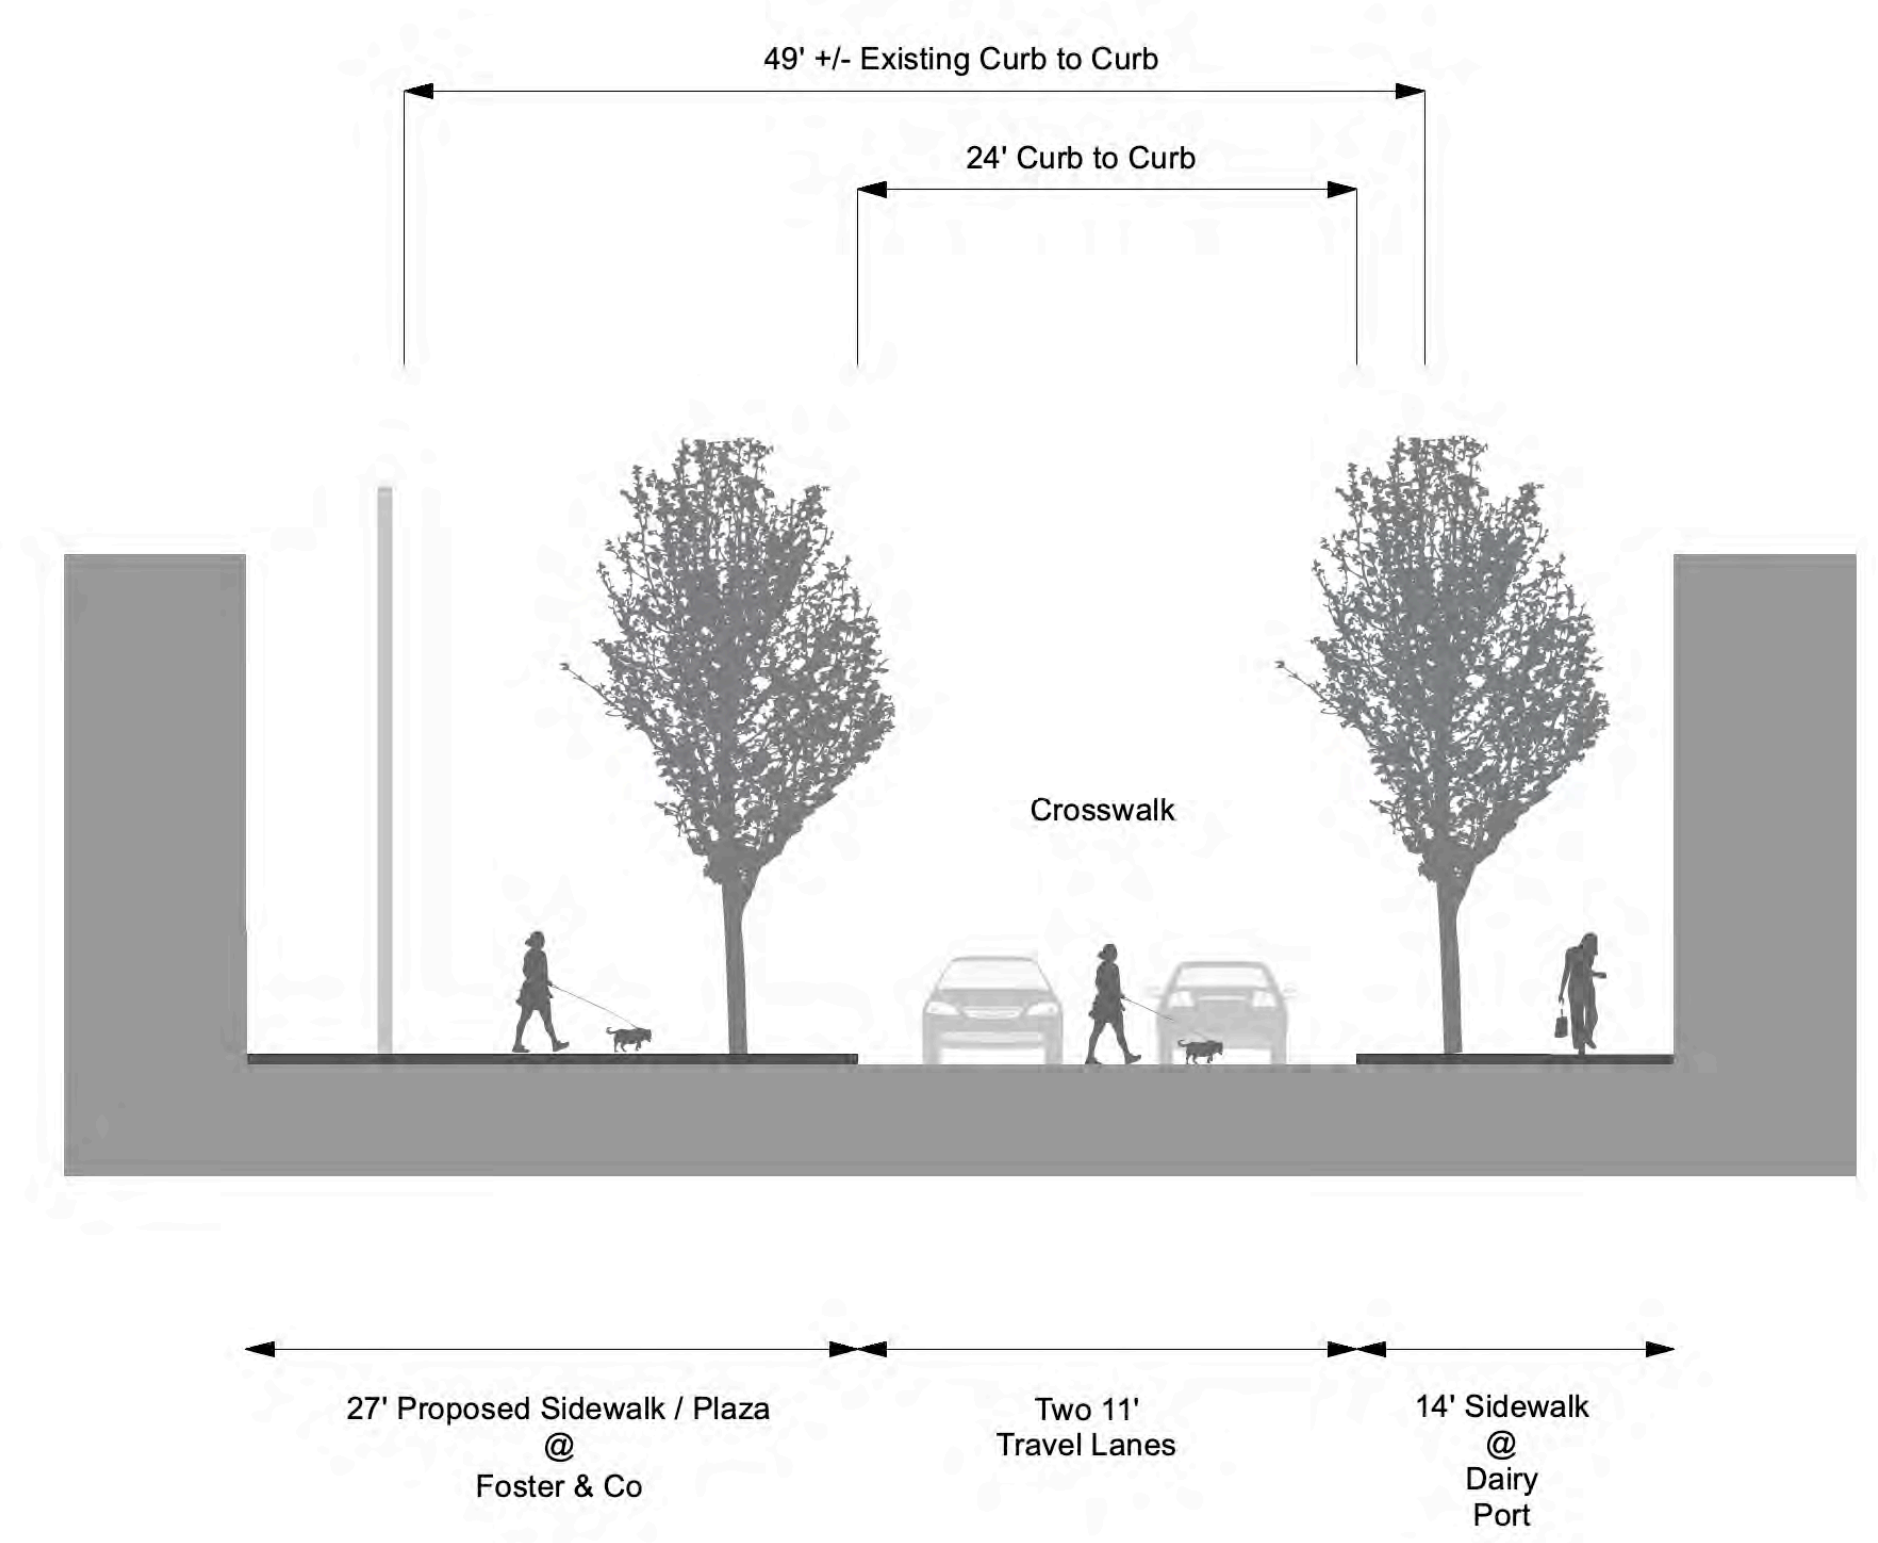 49' +/- Existing Curb to Curb
24' Curb to Curb
Crosswalk
27' Proposed Sidewalk / Plaza
@
Foster & Co
Two 11'
Travel Lanes
14' Sidewalk
@
Dairy
Port